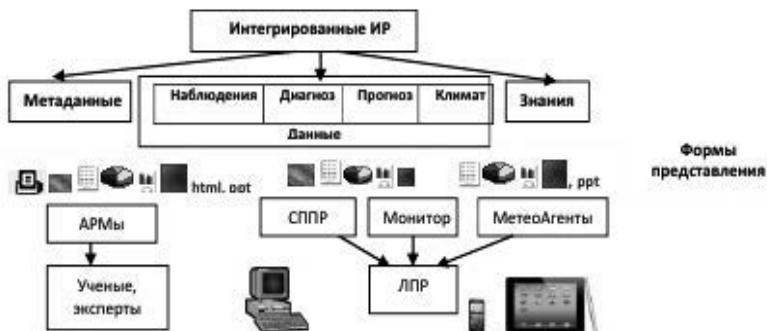 Интегрированные ИР
Метаданные
Наблюдения Диагноз Прогноз Климат
Данные
Знания
Формы
представления
html, ppt
, ppt
АРМы
СППР
Монитор
МетеоАгенты
Ученые,
эксперты
ЛПР